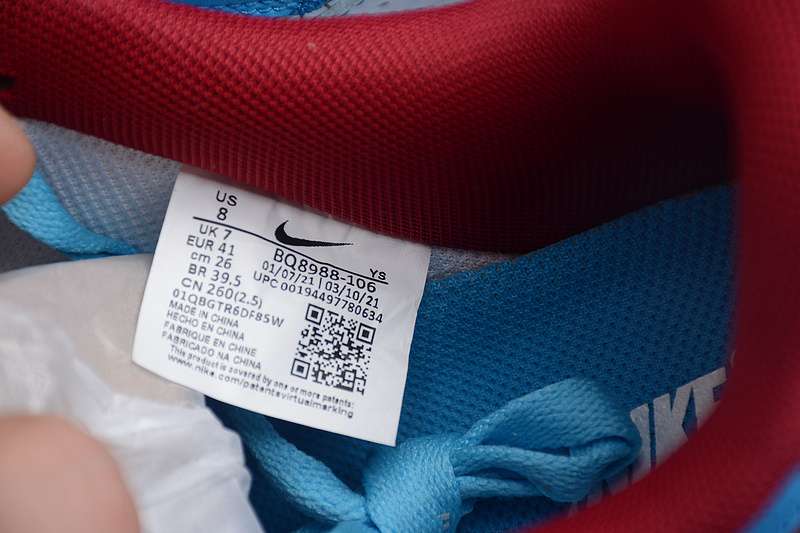 US
8
UK 7
EUR 41
cm 26
BR 39.5
CN 260(2.5)
01QBGTR6DF85W
MADE IN CHINA
HECHO EN CHINA
FABRIQUE EN CHINE
FABRICADO NA CHINA
This product is covered by one or more patents:
www.nike.com/patentsvirtualmarking
BQ8988-106 YS
01/07/21 | 03/10/21
UPC 00194497780634
NIKE